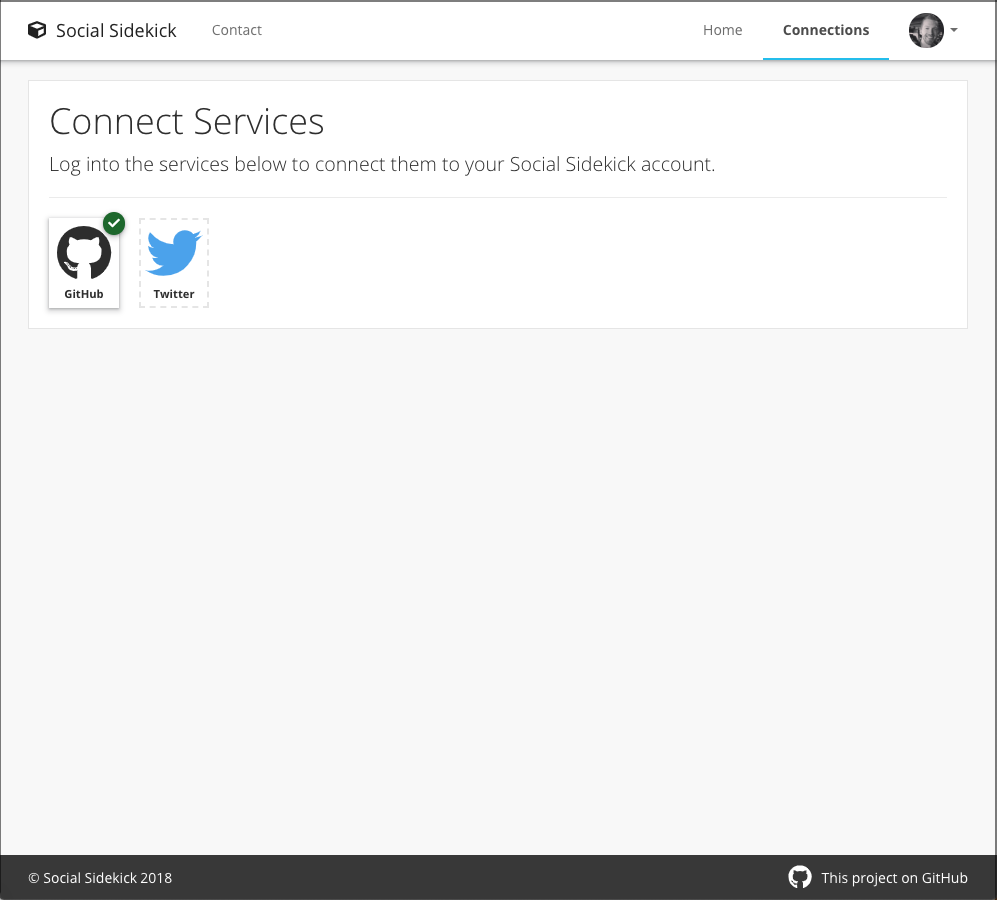 Social Sidekick Contact Home Connections
Connect Services
Log into the services below to connect them to your Social Sidekick account.
GitHub Twitter
© Social Sidekick 2018 This project on GitHub